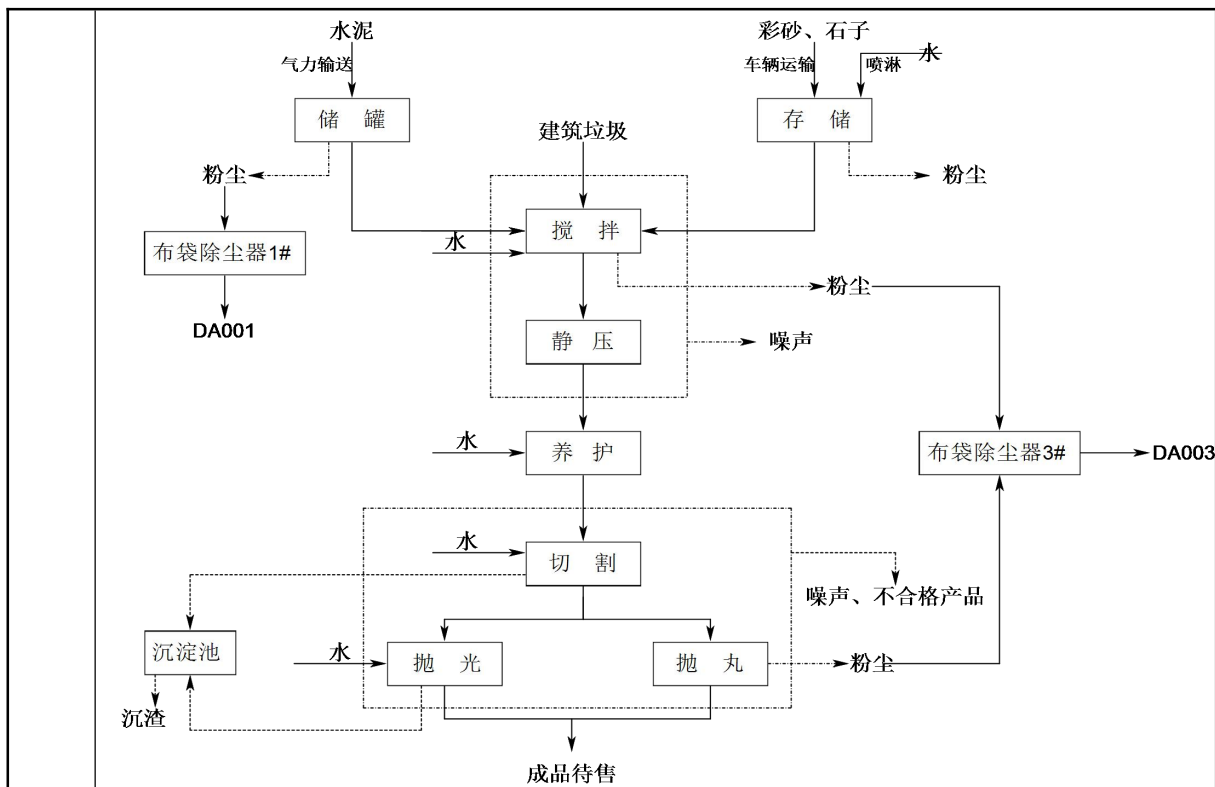 水泥
彩砂、石子
气力输送
车辆运输
喷淋
水
储 罐
存 储
建筑垃圾
粉尘
粉尘
搅 拌
水
布袋除尘器1#
粉尘
DA001
静 压
噪声
水
养 护
布袋除尘器3#
DA003
水
切 割
噪声、不合格产品
沉淀池
水
抛 光
抛 丸
粉尘
沉渣
成品待售